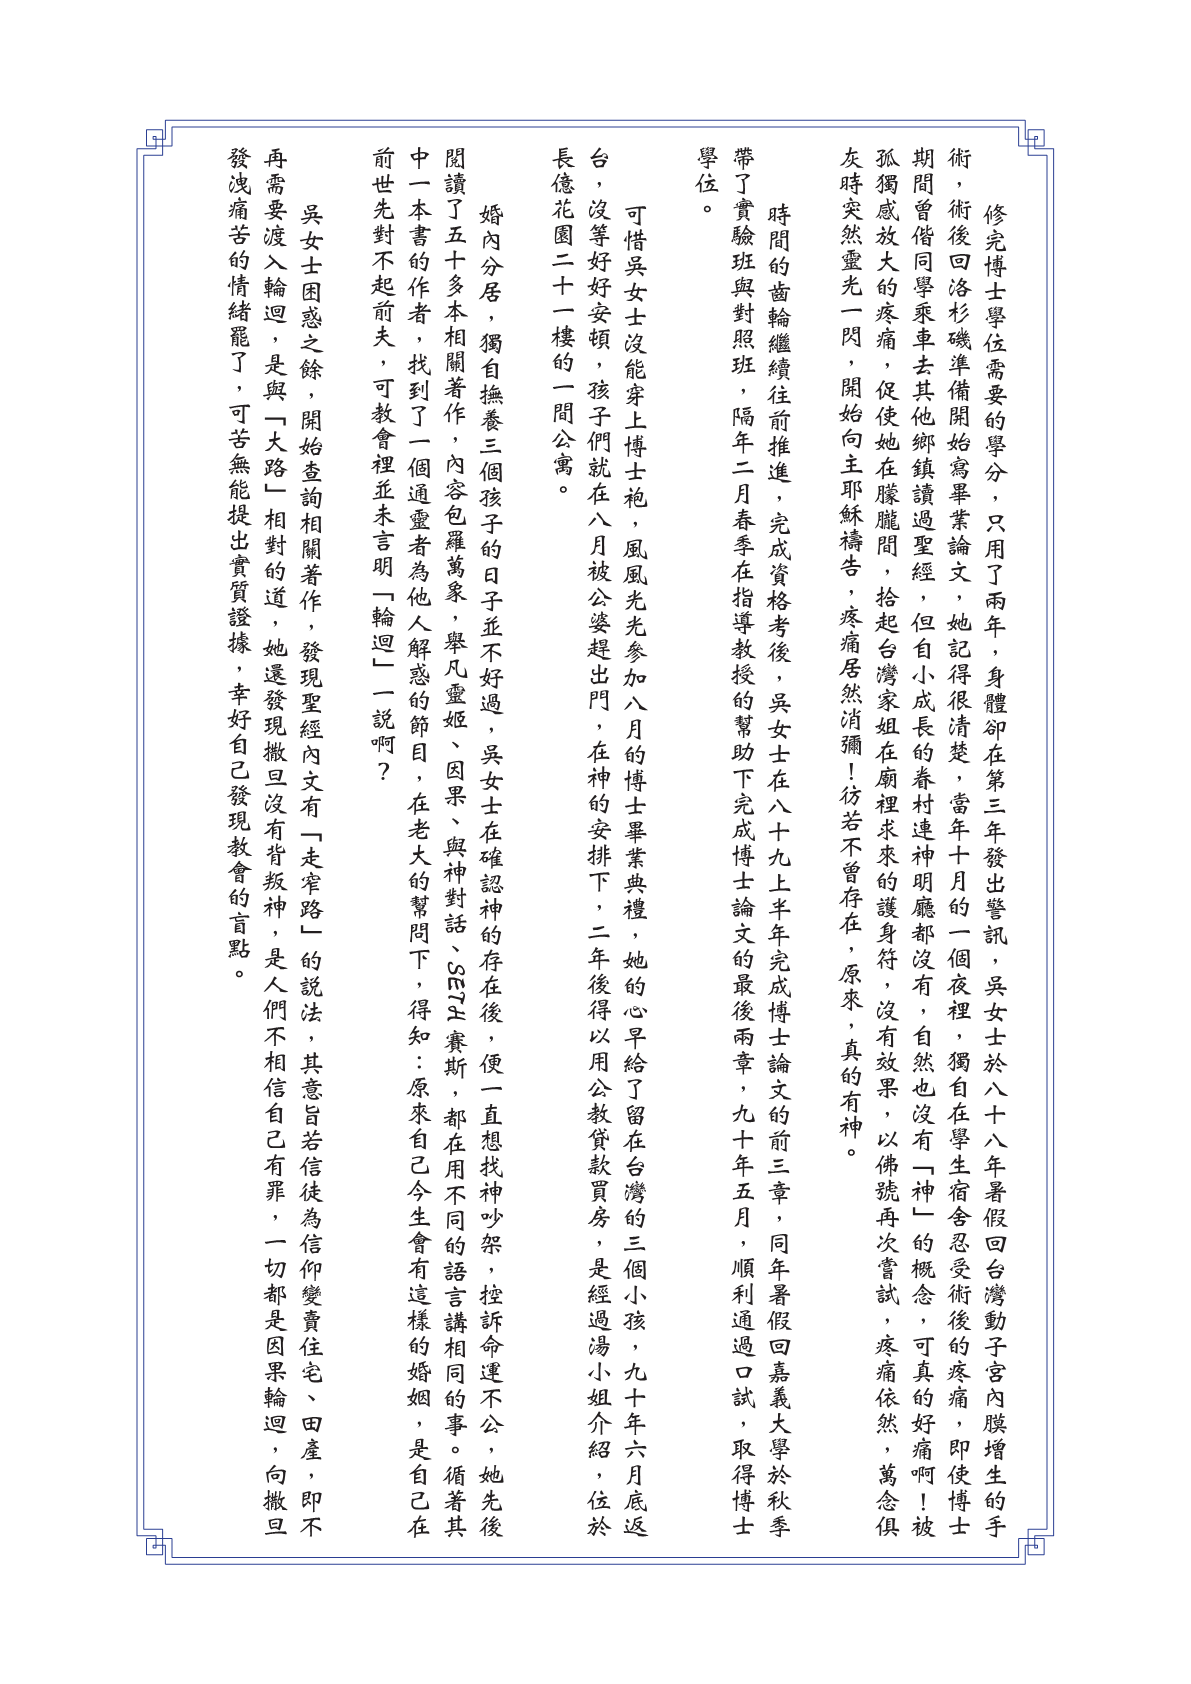 修完博士學位需要的學分，只用了兩年，身體卻在第三年發出警訊，吳女士於八十八年暑假回台灣動子宮內膜增生的手
術，術後回洛杉磯準備開始寫畢業論文，她記得很清楚，當年十月的一個夜裡，獨自在學生宿舍忍受術後的疼痛，即使博士
期間曾偕同學乘車去其他鄉鎮讀過聖經，但自小成長的眷村連神明廳都沒有，自然也沒有「神」的概念，可真的好痛啊！被
孤獨感放大的疼痛，促使她在朦朧間，拾起台灣家姐在廟裡求來的護身符，沒有效果，以佛號再次嘗試，疼痛依然，萬念俱
灰時突然靈光一閃，開始向主耶穌禱告，疼痛居然消彌！彷若不曾存在，原來，真的有神。
時間的齒輪繼續往前推進，完成資格考後，吳女士在八十九上半年完成博士論文的前三章，同年暑假回嘉義大學於秋季
帶了實驗班與對照班，隔年二月春季在指導教授的幫助下完成博士論文的最後兩章，九十年五月，順利通過口試，取得博士
學位。
可惜吳女士沒能穿上博士袍，風風光光參加八月的博士畢業典禮，她的心早給了留在台灣的三個小孩，九十年六月底返
台，沒等好好安頓，孩子們就在八月被公婆趕出門，在神的安排下，二年後得以用公教貸款買房，是經過湯小姐介紹，位於
長億花園二十一樓的一間公寓。
婚內分居，獨自撫養三個孩子的日子並不好過，吳女士在確認神的存在後，便一直想找神吵架，控訴命運不公，她先後
閱讀了五十多本相關著作，內容包羅萬象，舉凡靈姬、因果、與神對話、SETH 賽斯，都在用不同的語言講相同的事。循著其
中一本書的作者，找到了一個通靈者為他人解惑的節目，在老大的幫問下，得知：原來自己今生會有這樣的婚姻，是自己在
前世先對不起前夫，可教會裡並未言明「輪迴」一說啊？
吳女士困惑之餘，開始查詢相關著作，發現聖經內文有「走窄路」的說法，其意旨若信徒為信仰變賣住宅、田產，即不
再需要渡入輪迴，是與「大路」相對的道，她還發現撒旦沒有背叛神，是人們不相信自己有罪，一切都是因果輪迴，向撒旦
發洩痛苦的情緒罷了，可苦無能提出實質證據，幸好自己發現教會的盲點。